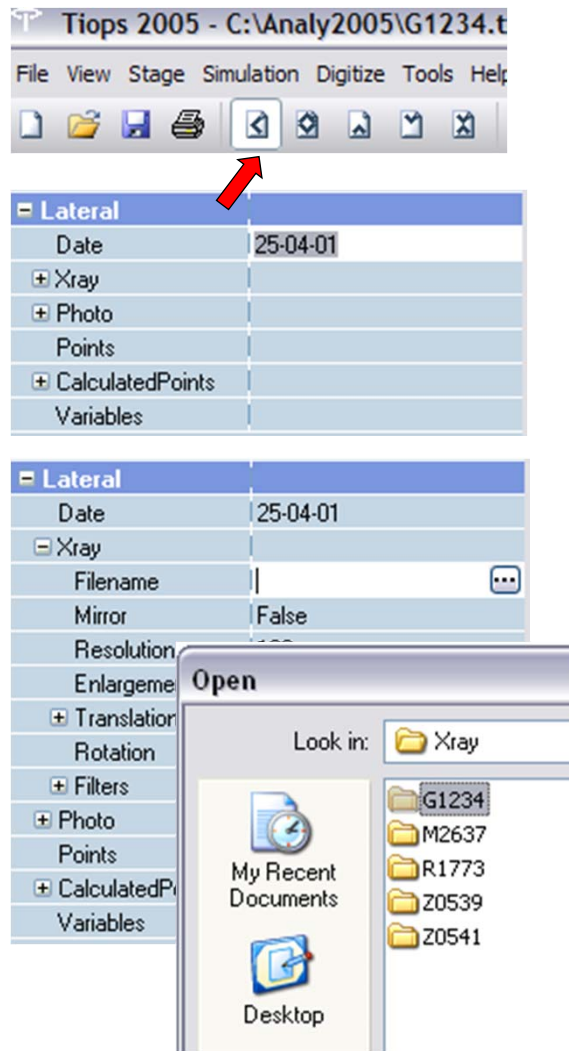 Tiops 2005 - C:\Analy2005\G1234.t
File View Stage Simulation Digitize Tools Help
Lateral
Date 25-04-01
Xray
Photo
Points
CalculatedPoints
Variables
Lateral
Date 25-04-01
Xray
Filename
Mirror False
Resolution
Enlargeme
Translation
Rotation
Filters
Photo
Points
CalculatedP
Variables
Open
Look in: Xray
G1234
M2637
R1773
Z0539
Z0541
My Recent
Documents
Desktop